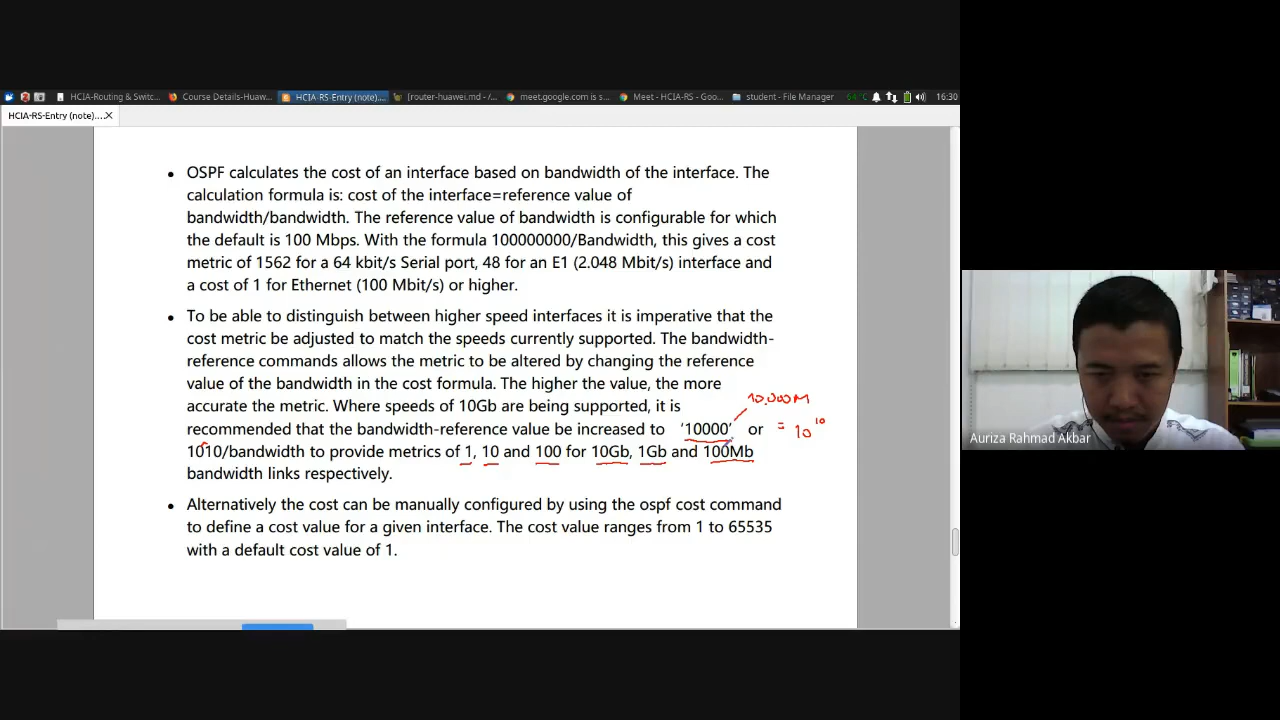 HCIA-Routing & Switc...
Course Details-Huaw...
HCIA-RS-Entry (note)....
[router-huawei.md - /...
meet.google.com is s...
Meet - HCIA-RS - Goo...
student - File Manager
64°C
16:30
HCIA-RS-Entry (note)....
• OSPF calculates the cost of an interface based on bandwidth of the interface. The
calculation formula is: cost of the interface=reference value of
bandwidth/bandwidth. The reference value of bandwidth is configurable for which
the default is 100 Mbps. With the formula 100000000/Bandwidth, this gives a cost
metric of 1562 for a 64 kbit/s Serial port, 48 for an E1 (2.048 Mbit/s) interface and
a cost of 1 for Ethernet (100 Mbit/s) or higher.
• To be able to distinguish between higher speed interfaces it is imperative that the
cost metric be adjusted to match the speeds currently supported. The bandwidth-
reference commands allows the metric to be altered by changing the reference
value of the bandwidth in the cost formula. The higher the value, the more
accurate the metric. Where speeds of 10Gb are being supported, it is
10.000M
recommended that the bandwidth-reference value be increased to '10000' or
= 10^10
1010/bandwidth to provide metrics of 1, 10 and 100 for 10Gb, 1Gb and 100Mb
bandwidth links respectively.
• Alternatively the cost can be manually configured by using the ospf cost command
to define a cost value for a given interface. The cost value ranges from 1 to 65535
with a default cost value of 1.
Auriza Rahmad Akbar